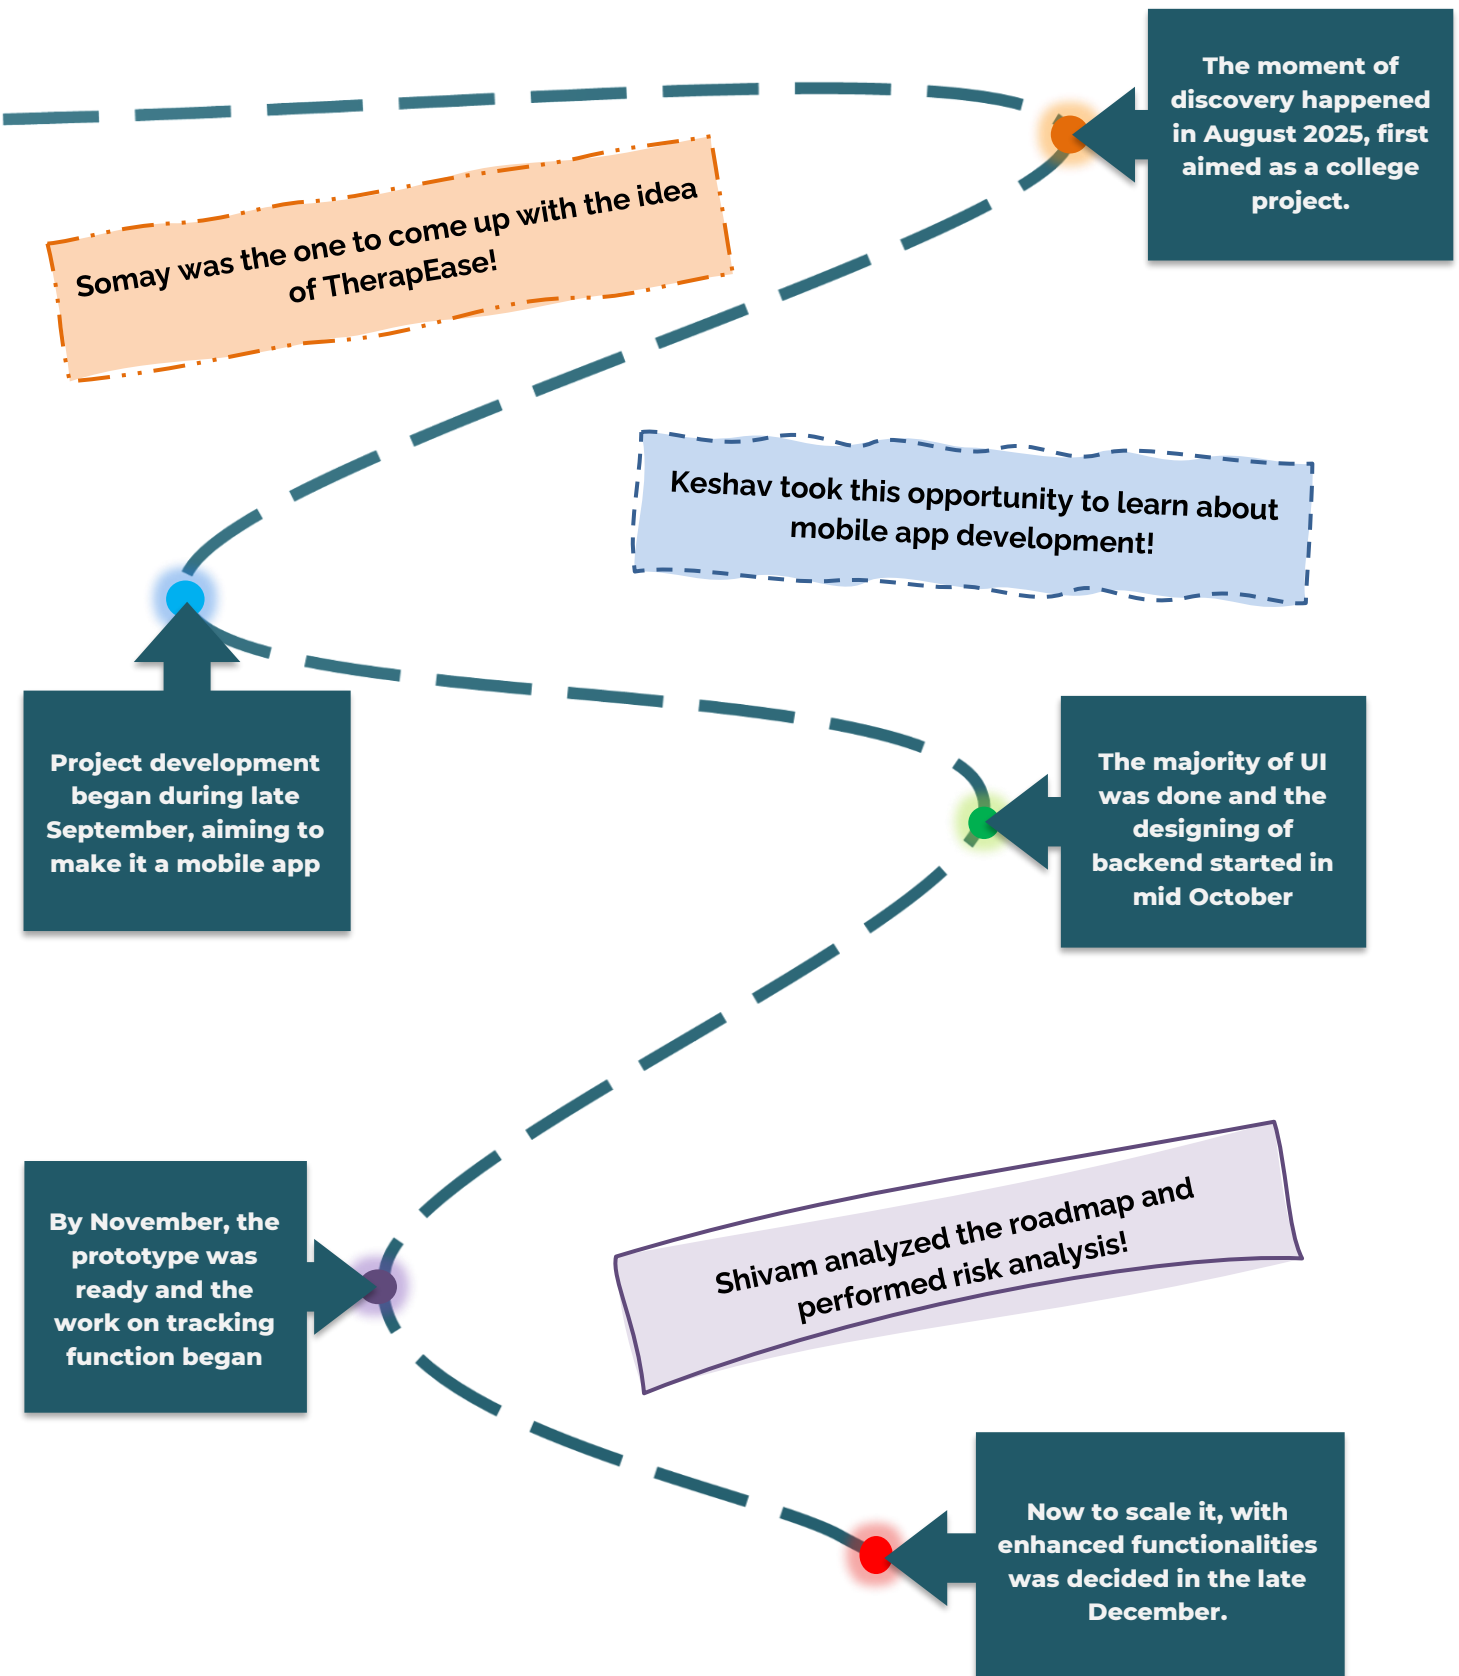 The moment of
discovery happened
in August 2025, first
aimed as a college
project.
Somay was the one to come up with the idea
of TherapEase!
Keshav took this opportunity to learn about
mobile app development!
Project development
began during late
September, aiming to
make it a mobile app
The majority of UI
was done and the
designing of
backend started in
mid October
By November, the
prototype was
ready and the
work on tracking
function began
Shivam analyzed the roadmap and
performed risk analysis!
Now to scale it, with
enhanced functionalities
was decided in the late
December.